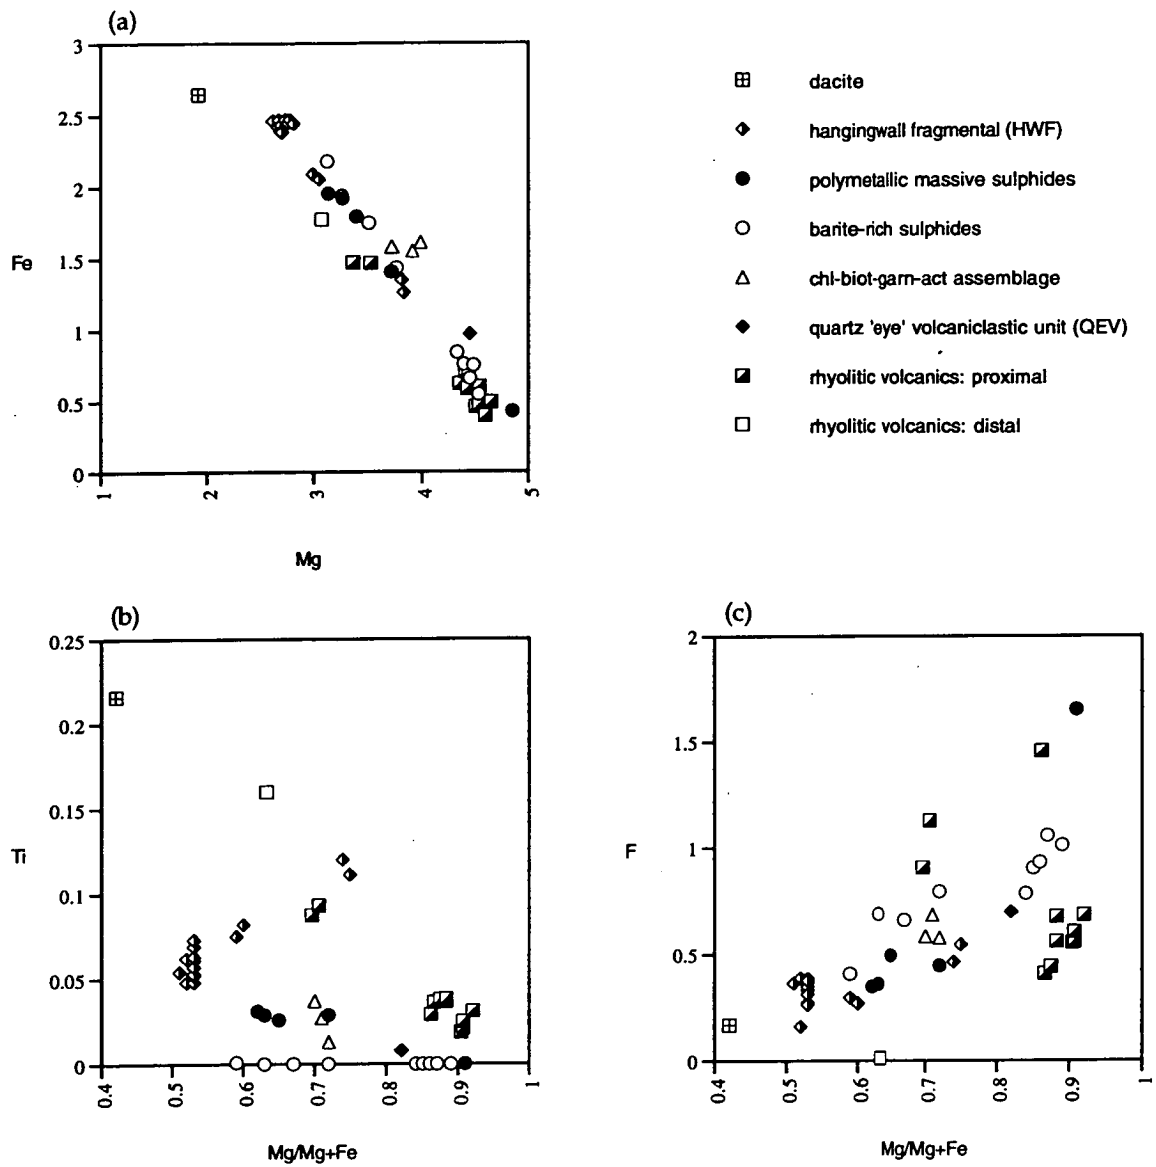 (a)
3
2.5
2
1.5
1
0.5
0
Fe
1
2
3
4
5
Mg
dacite
hangingwall fragmental (HWF)
polymetallic massive sulphides
barite-rich sulphides
chl-biot-garn-act assemblage
quartz 'eye' volcaniclastic unit (QEV)
rhyolitic volcanics: proximal
rhyolitic volcanics: distal
(b)
0.25
0.2
0.15
0.1
0.05
0
Ti
0.4
0.5
0.6
0.7
0.8
0.9
1
Mg/Mg+Fe
(c)
2
1.5
1
0.5
0
F
0.4
0.5
0.6
0.7
0.8
0.9
1
Mg/Mg+Fe